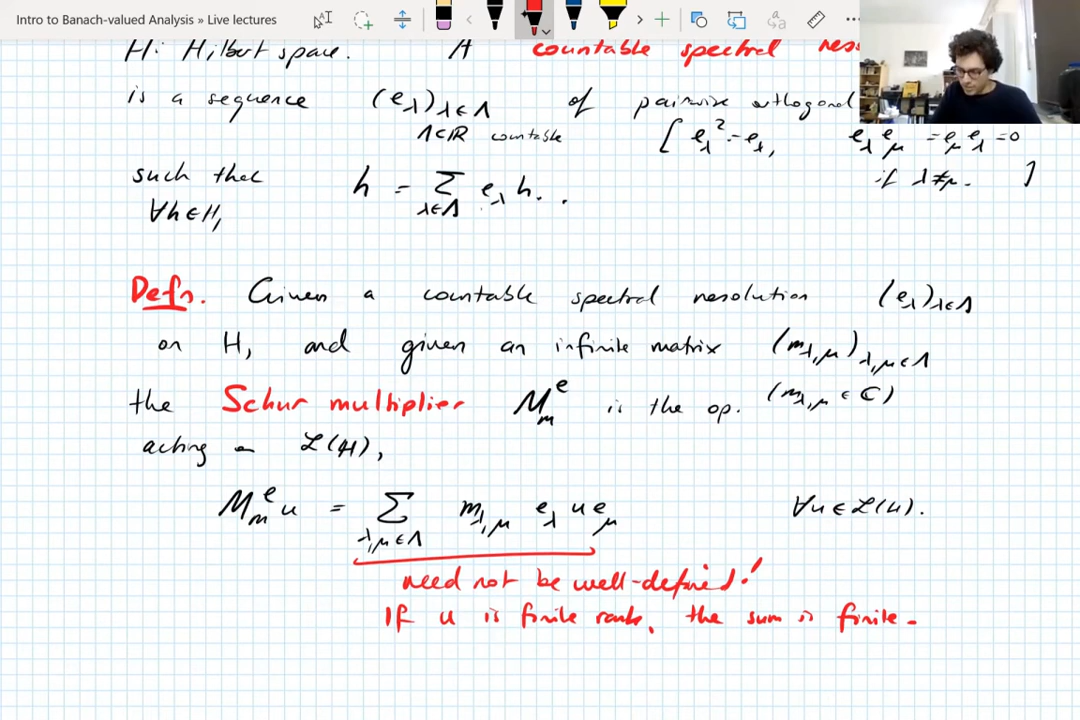 Intro to Banach-valued Analysis » Live lectures
H: Hilbert space. A countable spectral
is a sequence (e_λ)_{λ∈Λ} of pairwise orthogonal
Λ⊂ℝ countable [ e_λ² = e_λ, e_λ e_μ = e_μ e_λ = 0
such that h = Σ_{λ∈Λ} e_λ h. if λ≠μ. ]
∀h∈H,
Defn. Given a countable spectral resolution (e_λ)_{λ∈Λ}
on H, and given an infinite matrix (m_{λ,μ})_{λ,μ∈Λ}
the Schur multiplier M_m^e is the op. (m_{λ,μ} ∈ ℂ)
acting on ℒ(H),
M_m^e u = Σ_{λ,μ∈Λ} m_{λ,μ} e_λ u e_μ ∀u∈ℒ(H).
need not be well-defined!
If u is finite rank, the sum is finite.